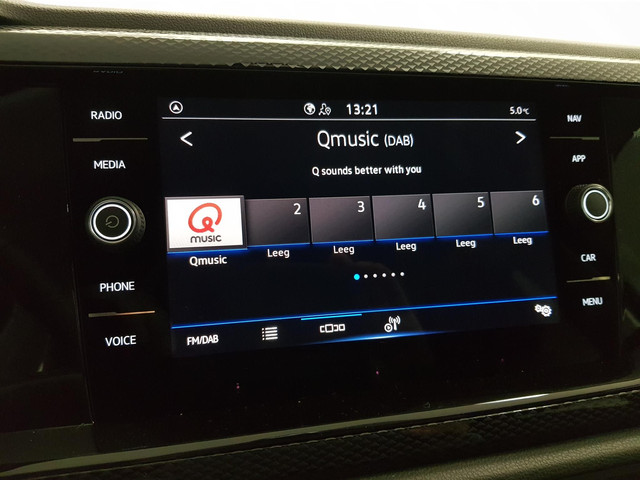 RADIO
MEDIA
PHONE
VOICE
13:21
5.0°C
Qmusic (DAB)
Q sounds better with you
Q
MUSIC
2
3
4
5
6
Qmusic
Leeg
Leeg
Leeg
Leeg
Leeg
FM/DAB
NAV
APP
CAR
MENU